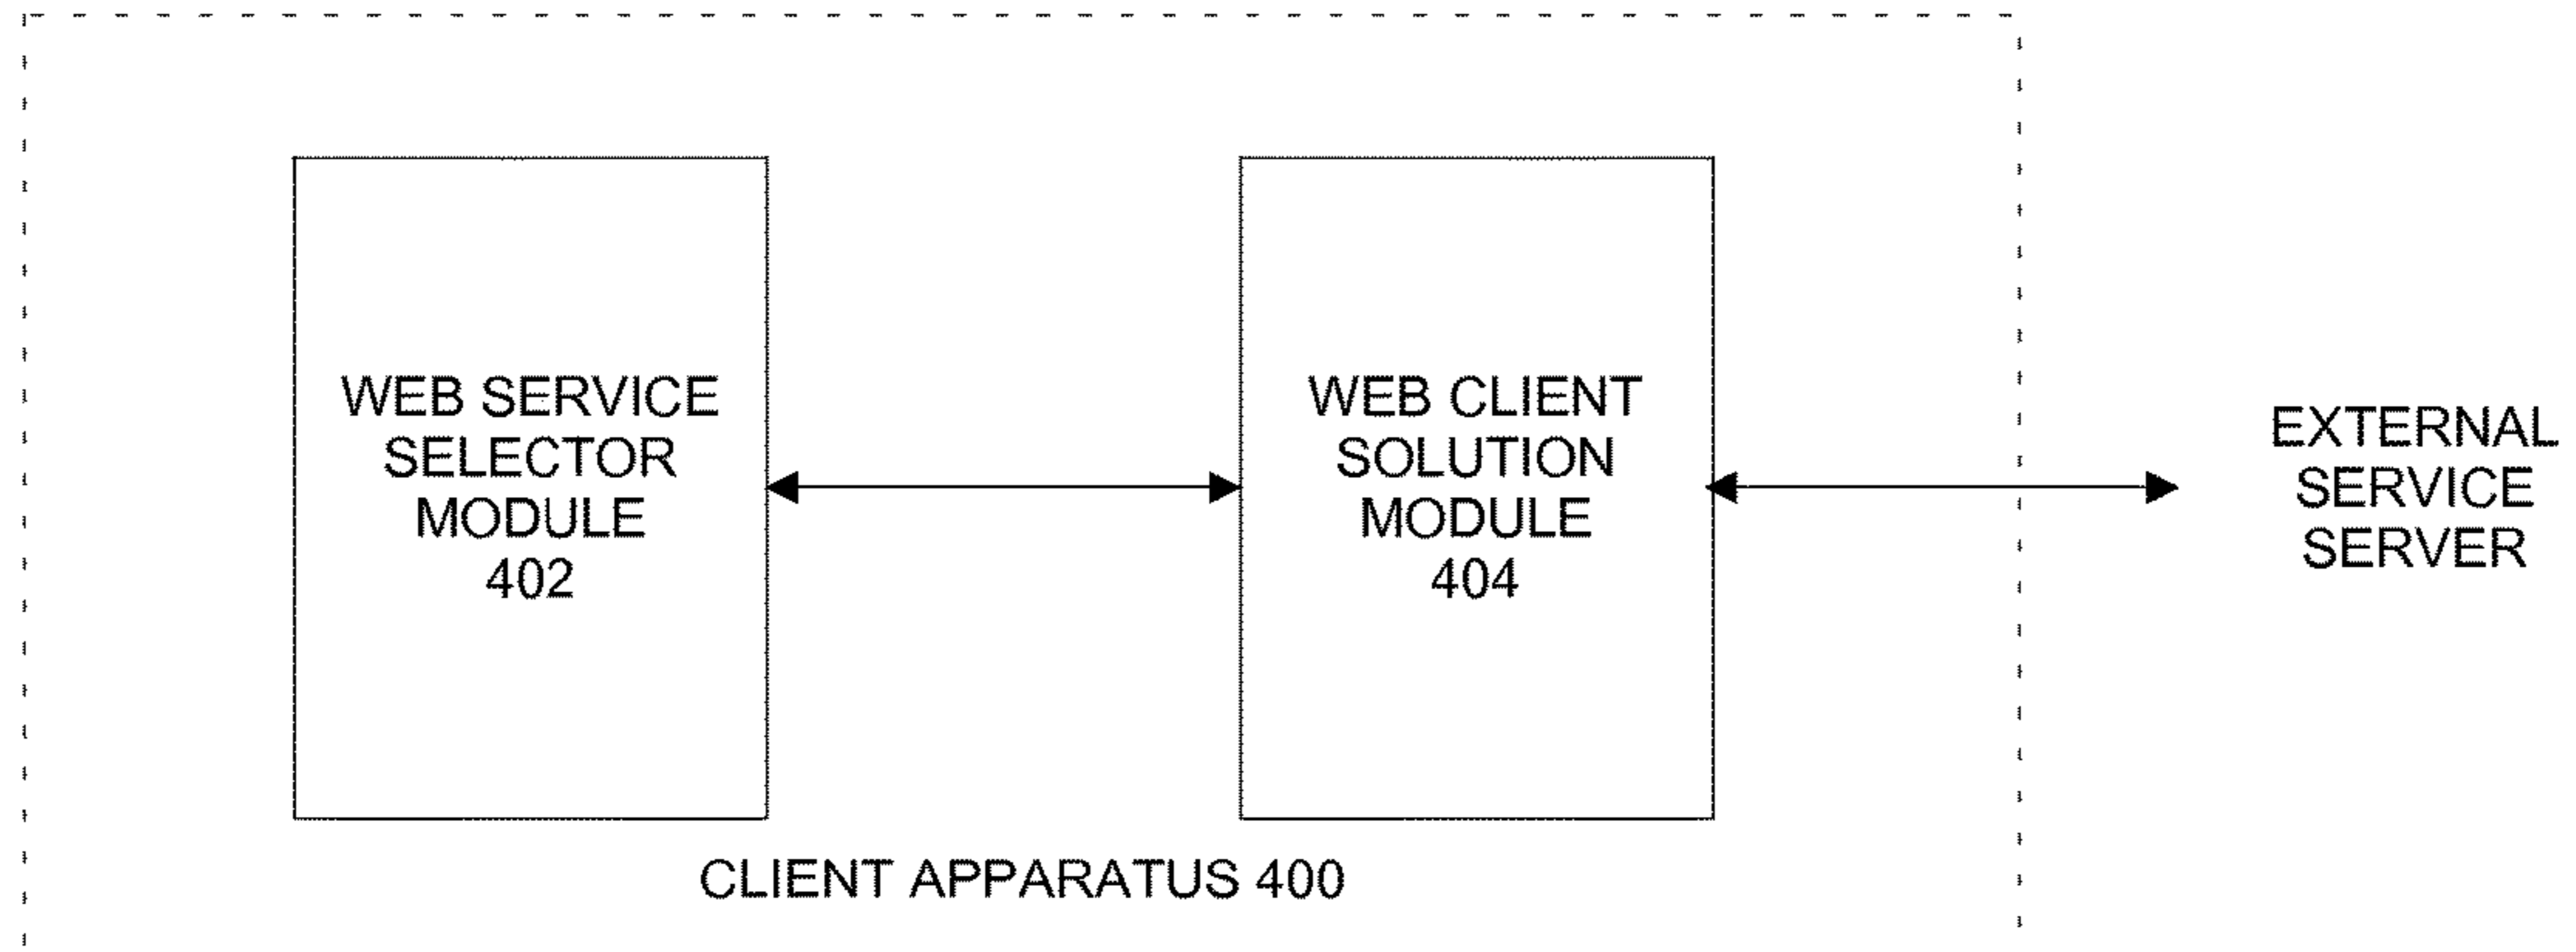 WEB SERVICE
SELECTOR
MODULE
402
WEB CLIENT
SOLUTION
MODULE
404
EXTERNAL
SERVICE
SERVER
CLIENT APPARATUS 400